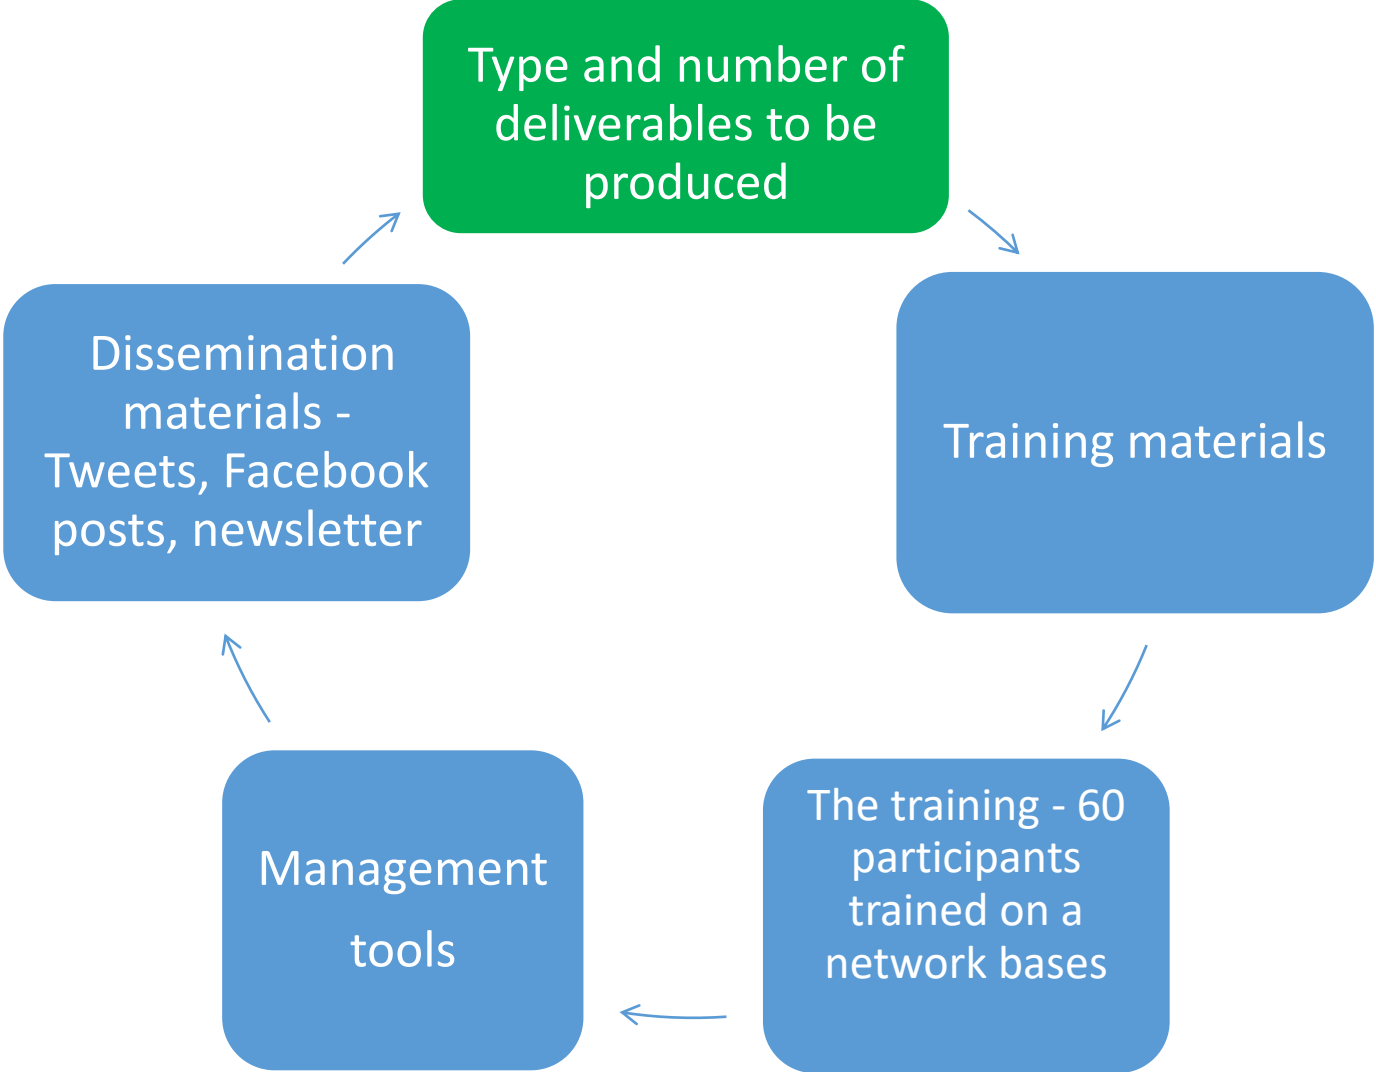 Type and number of
deliverables to be
produced
Training materials
The training - 60
participants
trained on a
network bases
Management
tools
Dissemination
materials -
Tweets, Facebook
posts, newsletter